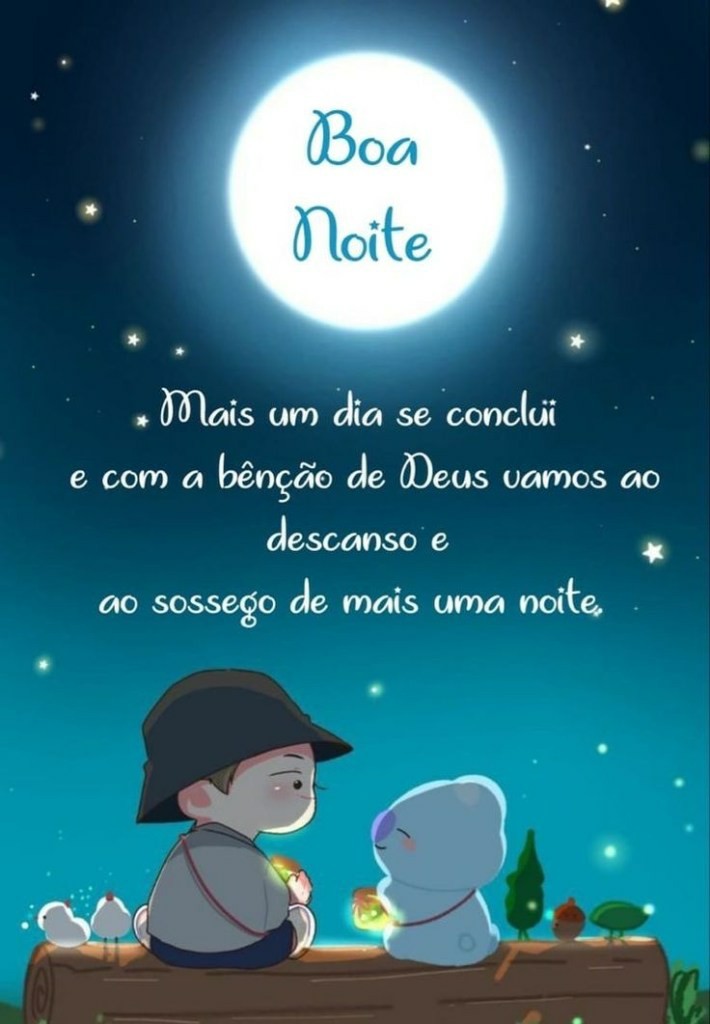 Boa
Noite
Mais um dia se conclui
e com a bênção de Deus vamos ao
descanso e
ao sossego de mais uma noite.